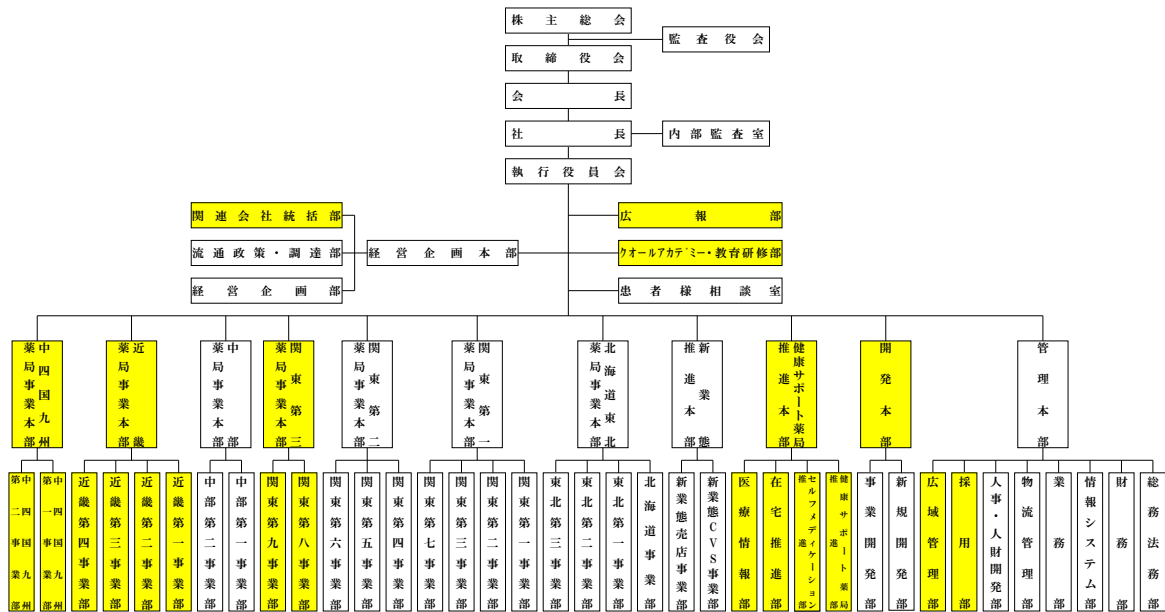 株主総会
監査役会
取締役会
会長
社長
内部監査室
執行役員会
関連会社統括部
広報部
流通政策・調達部
経営企画本部
クオールアカデミー・教育研修部
経営企画部
患者様相談室
中四国九州
薬局事業本部
近畿
薬局事業本部
中部
薬局事業本部
関東第三
薬局事業本部
関東第二
薬局事業本部
関東第一
薬局事業本部
北海道東北
薬局事業本部
新業態
推進本部
健康サポート薬局
推進本部
開発本部
管理本部
中四国九州
第二事業部
中四国九州
第一事業部
近畿第四事業部
近畿第三事業部
近畿第二事業部
近畿第一事業部
中部第二事業部
中部第一事業部
関東第九事業部
関東第八事業部
関東第六事業部
関東第五事業部
関東第四事業部
関東第七事業部
関東第三事業部
関東第二事業部
関東第一事業部
東北第三事業部
東北第二事業部
東北第一事業部
北海道事業部
新業態売店事業部
新業態CVS事業部
医療情報部
在宅推進部
セルフメディケーション
推進部
健康サポート薬局
推進部
事業開発部
新規開発部
広域管理部
採用部
人事・人財開発部
物流管理部
業務部
情報システム部
財務部
総務法務部